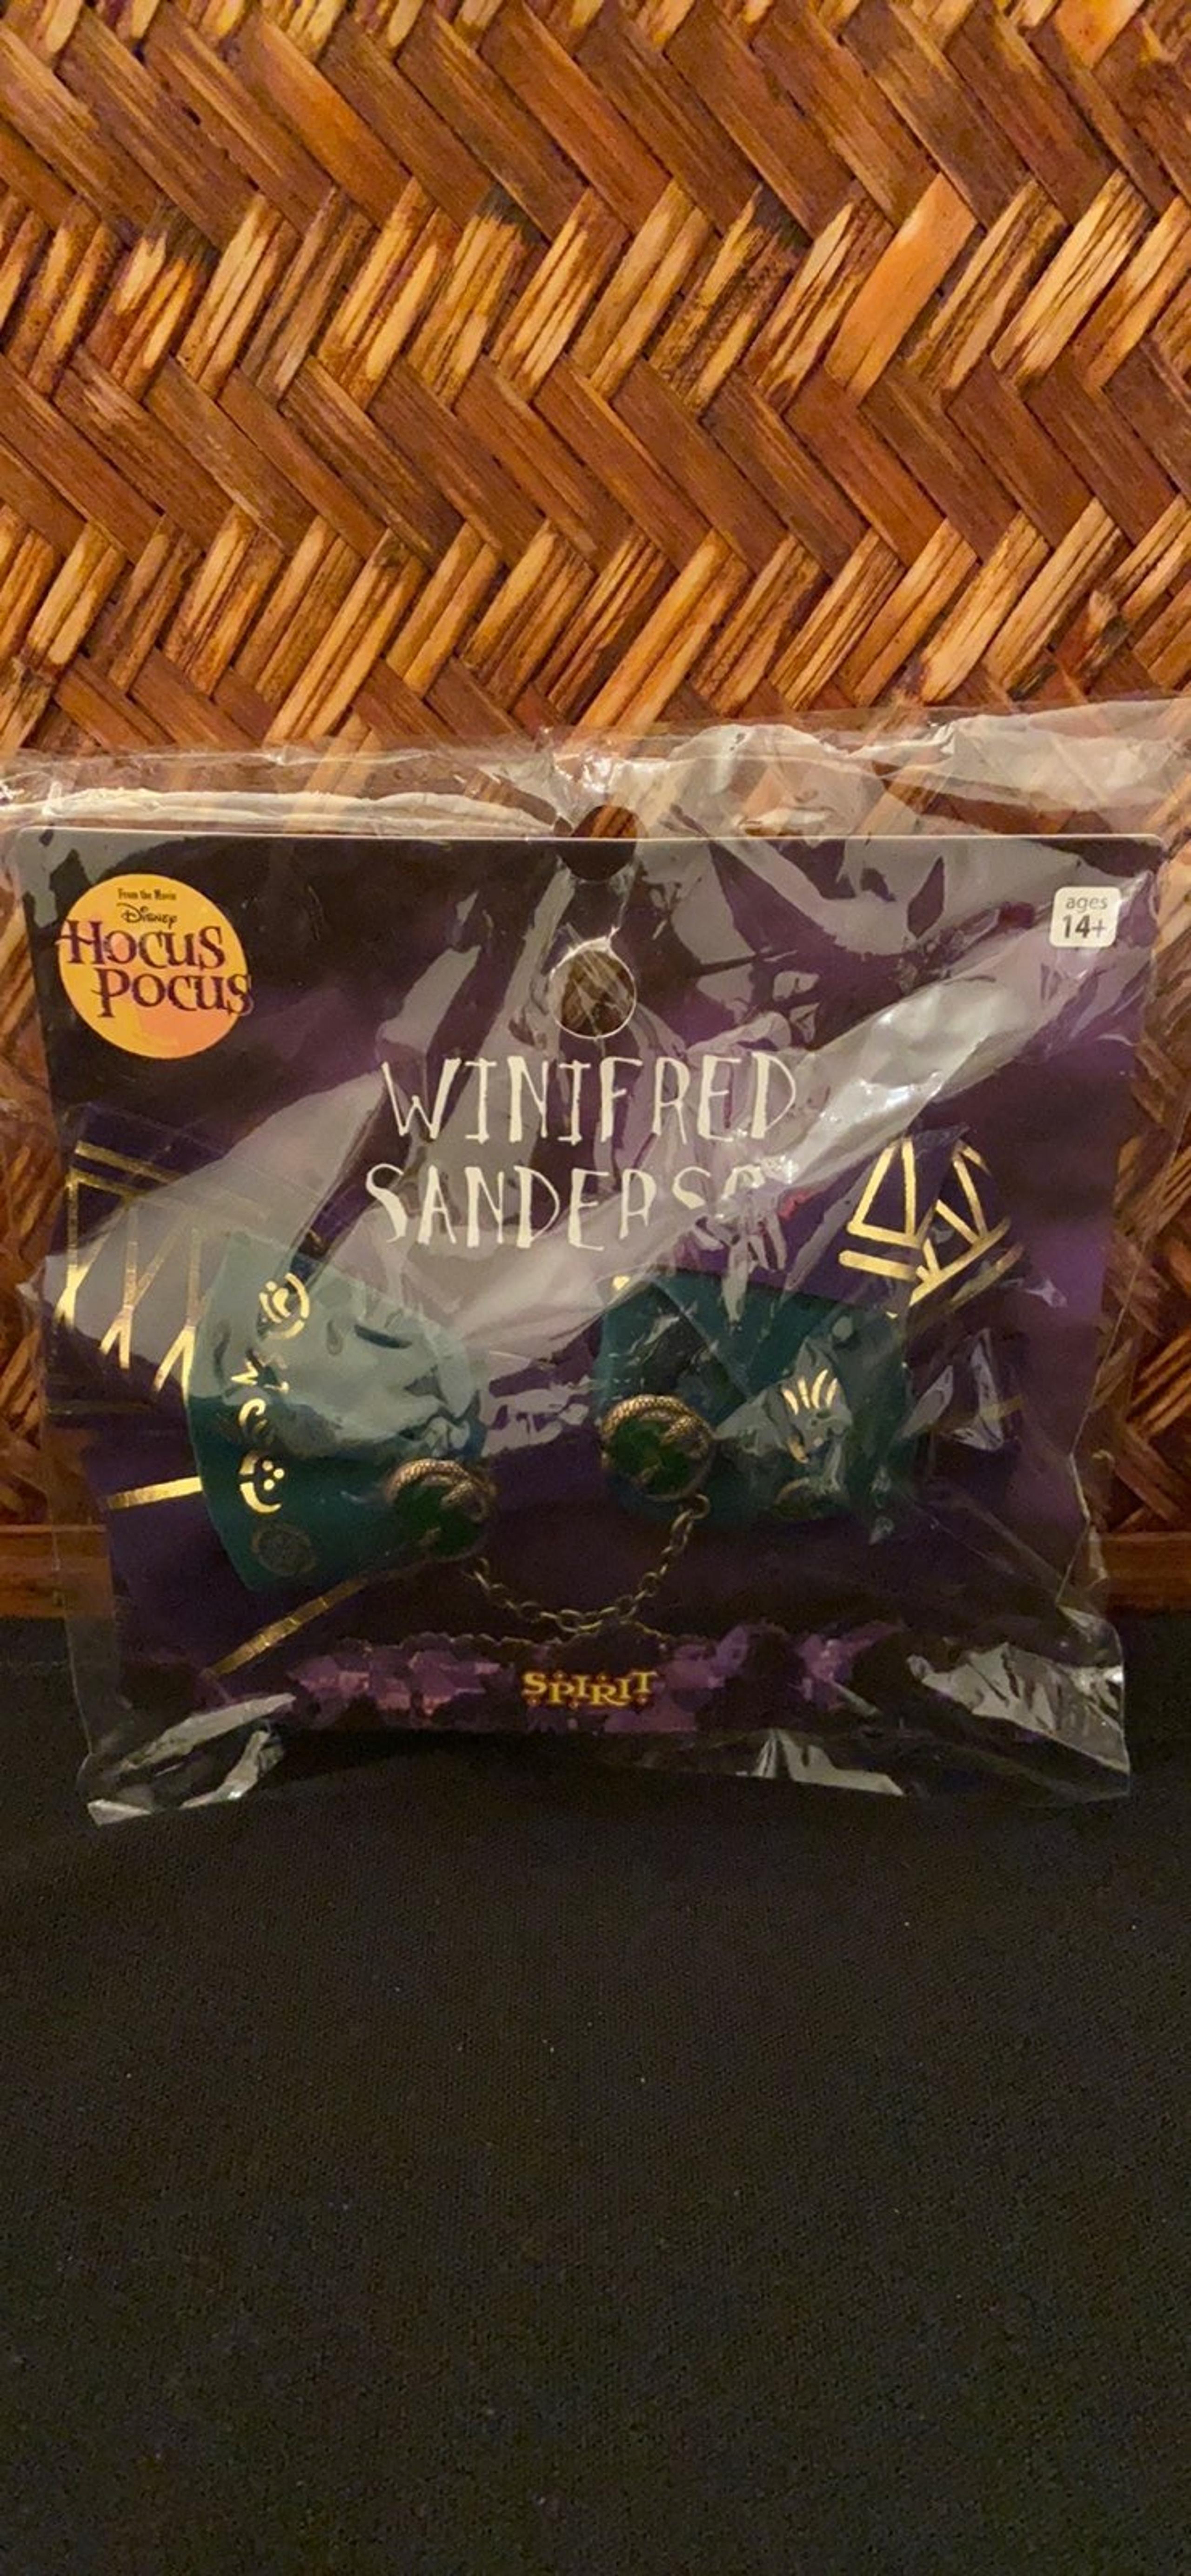 From the Movie
Disney
HOCUS
POCUS
ages
14+
WINIFRED
SPIRIT